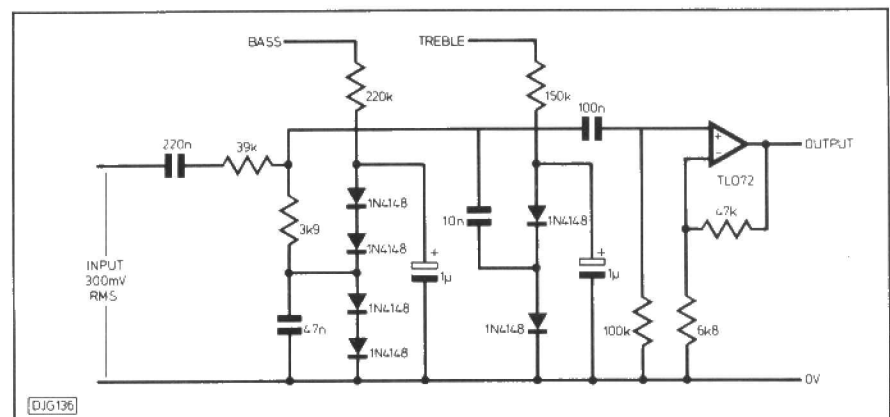 BASS
TREBLE
220k
150k
100n
220n
39k
OUTPUT
TL072
1N4148
3k9
10n
1N4148
47k
1N4148
1µ
+
1µ
+
INPUT
300mV
RMS
47n
1N4148
1N4148
1N4148
100k
6k8
0V
DJG136
+
-